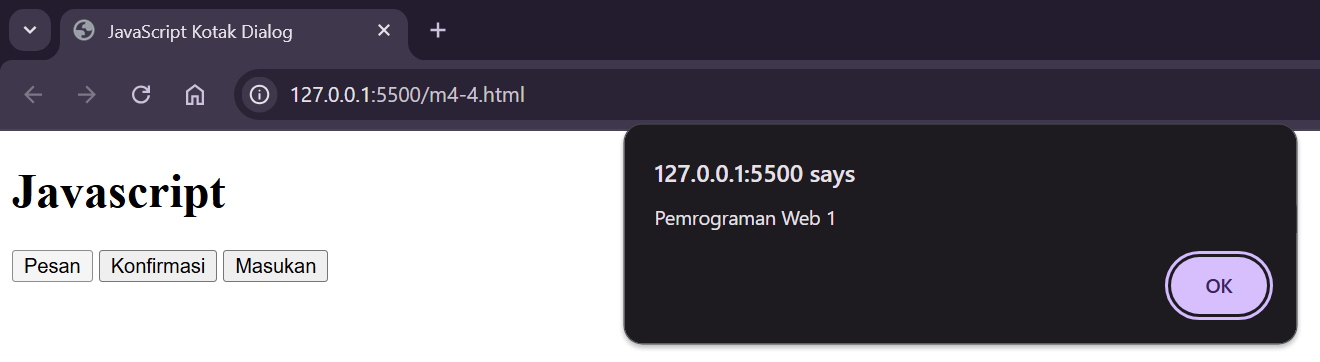 JavaScript Kotak Dialog
127.0.0.1:5500/m4-4.html
127.0.0.1:5500 says
Pemrograman Web 1
OK
Javascript
Pesan Konfirmasi Masukan